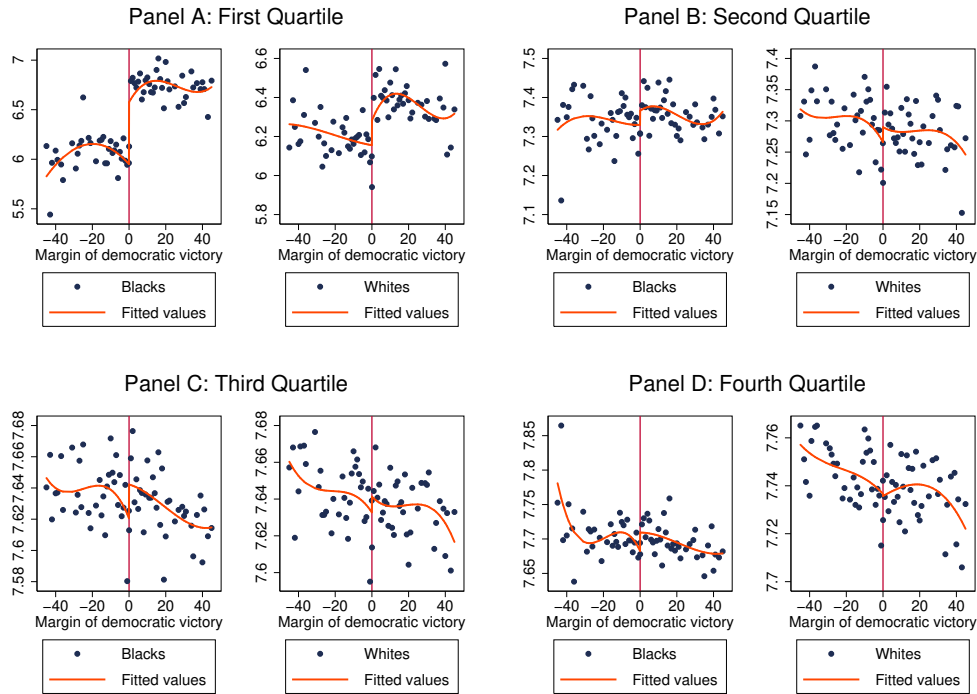 Panel A: First Quartile
Panel B: Second Quartile
5.5 6 6.5 7
−40 −20 0 20 40
Margin of democratic victory
Blacks
Fitted values
5.8 6 6.2 6.4 6.6
−40 −20 0 20 40
Margin of democratic victory
Whites
Fitted values
7.1 7.2 7.3 7.4 7.5
−40 −20 0 20 40
Margin of democratic victory
Blacks
Fitted values
7.15 7.2 7.25 7.3 7.35 7.4
−40 −20 0 20 40
Margin of democratic victory
Whites
Fitted values
Panel C: Third Quartile
Panel D: Fourth Quartile
7.58 7.6 7.62 7.64 7.66 7.68
−40 −20 0 20 40
Margin of democratic victory
Blacks
Fitted values
7.6 7.62 7.64 7.66 7.68
−40 −20 0 20 40
Margin of democratic victory
Whites
Fitted values
7.65 7.7 7.75 7.8 7.85
−40 −20 0 20 40
Margin of democratic victory
Blacks
Fitted values
7.7 7.72 7.74 7.76
−40 −20 0 20 40
Margin of democratic victory
Whites
Fitted values